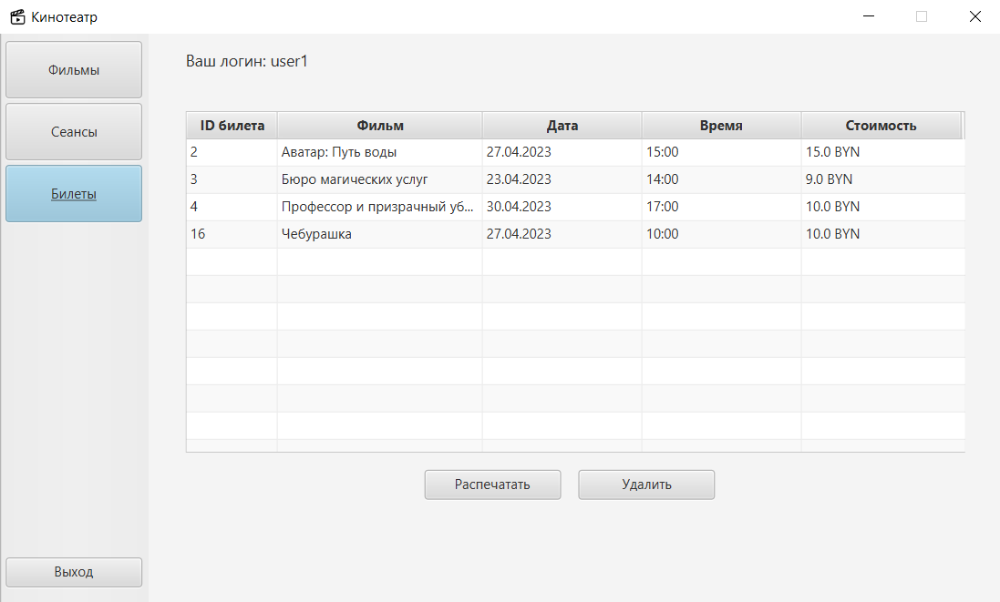 Кинотеатр
Фильмы
Сеансы
Билеты
Выход
Ваш логин: user1
ID билета Фильм Дата Время Стоимость
2 Аватар: Путь воды 27.04.2023 15:00 15.0 BYN
3 Бюро магических услуг 23.04.2023 14:00 9.0 BYN
4 Профессор и призрачный уб... 30.04.2023 17:00 10.0 BYN
16 Чебурашка 27.04.2023 10:00 10.0 BYN
Распечатать Удалить